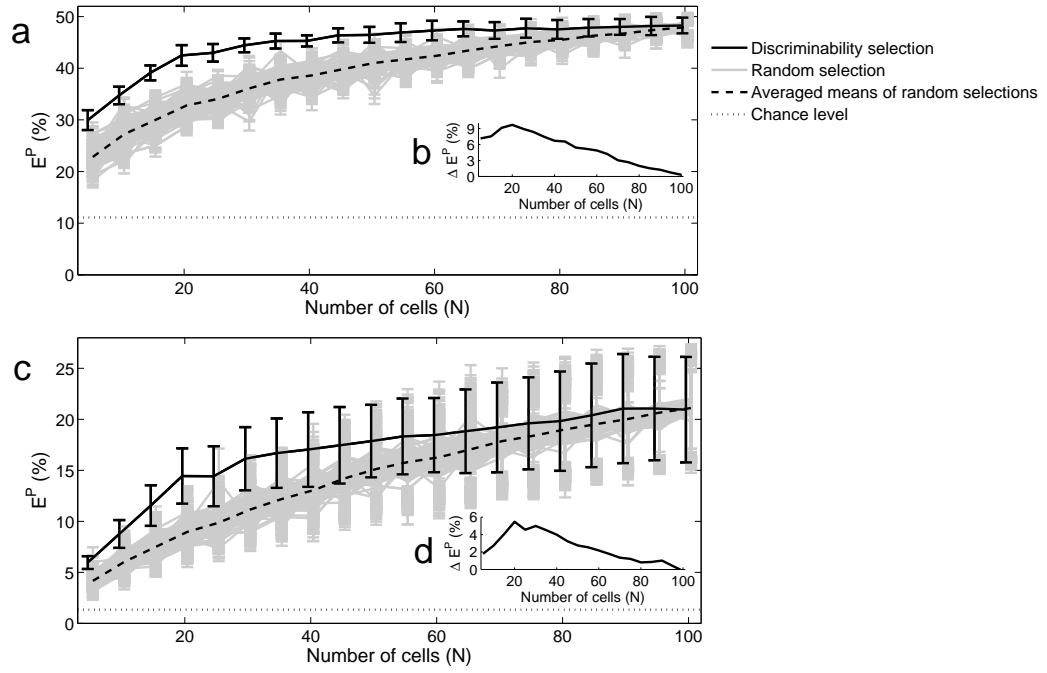 a
50
40
30
20
10
0
E^P (%)
20 40 60 80 100
Number of cells (N)
b
9
6
3
0
Δ E^P (%)
20 40 60 80 100
Number of cells (N)
Discriminability selection
Random selection
Averaged means of random selections
Chance level
c
25
20
15
10
5
0
E^P (%)
20 40 60 80 100
Number of cells (N)
d
6
4
2
0
Δ E^P (%)
20 40 60 80 100
Number of cells (N)